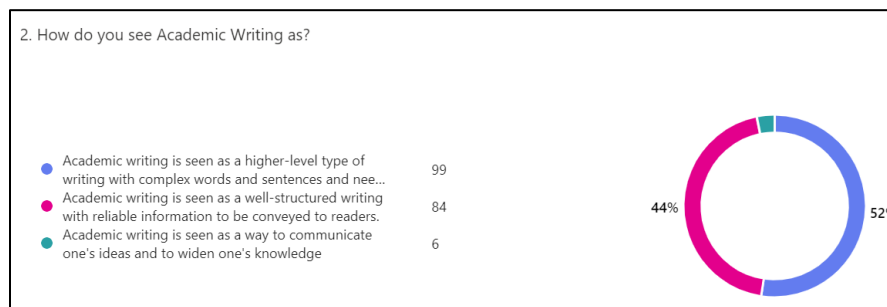 2. How do you see Academic Writing as?
Academic writing is seen as a higher-level type of
writing with complex words and sentences and nee...
99
Academic writing is seen as a well-structured writing
with reliable information to be conveyed to readers.
84
Academic writing is seen as a way to communicate
one's ideas and to widen one's knowledge
6
44%
52%